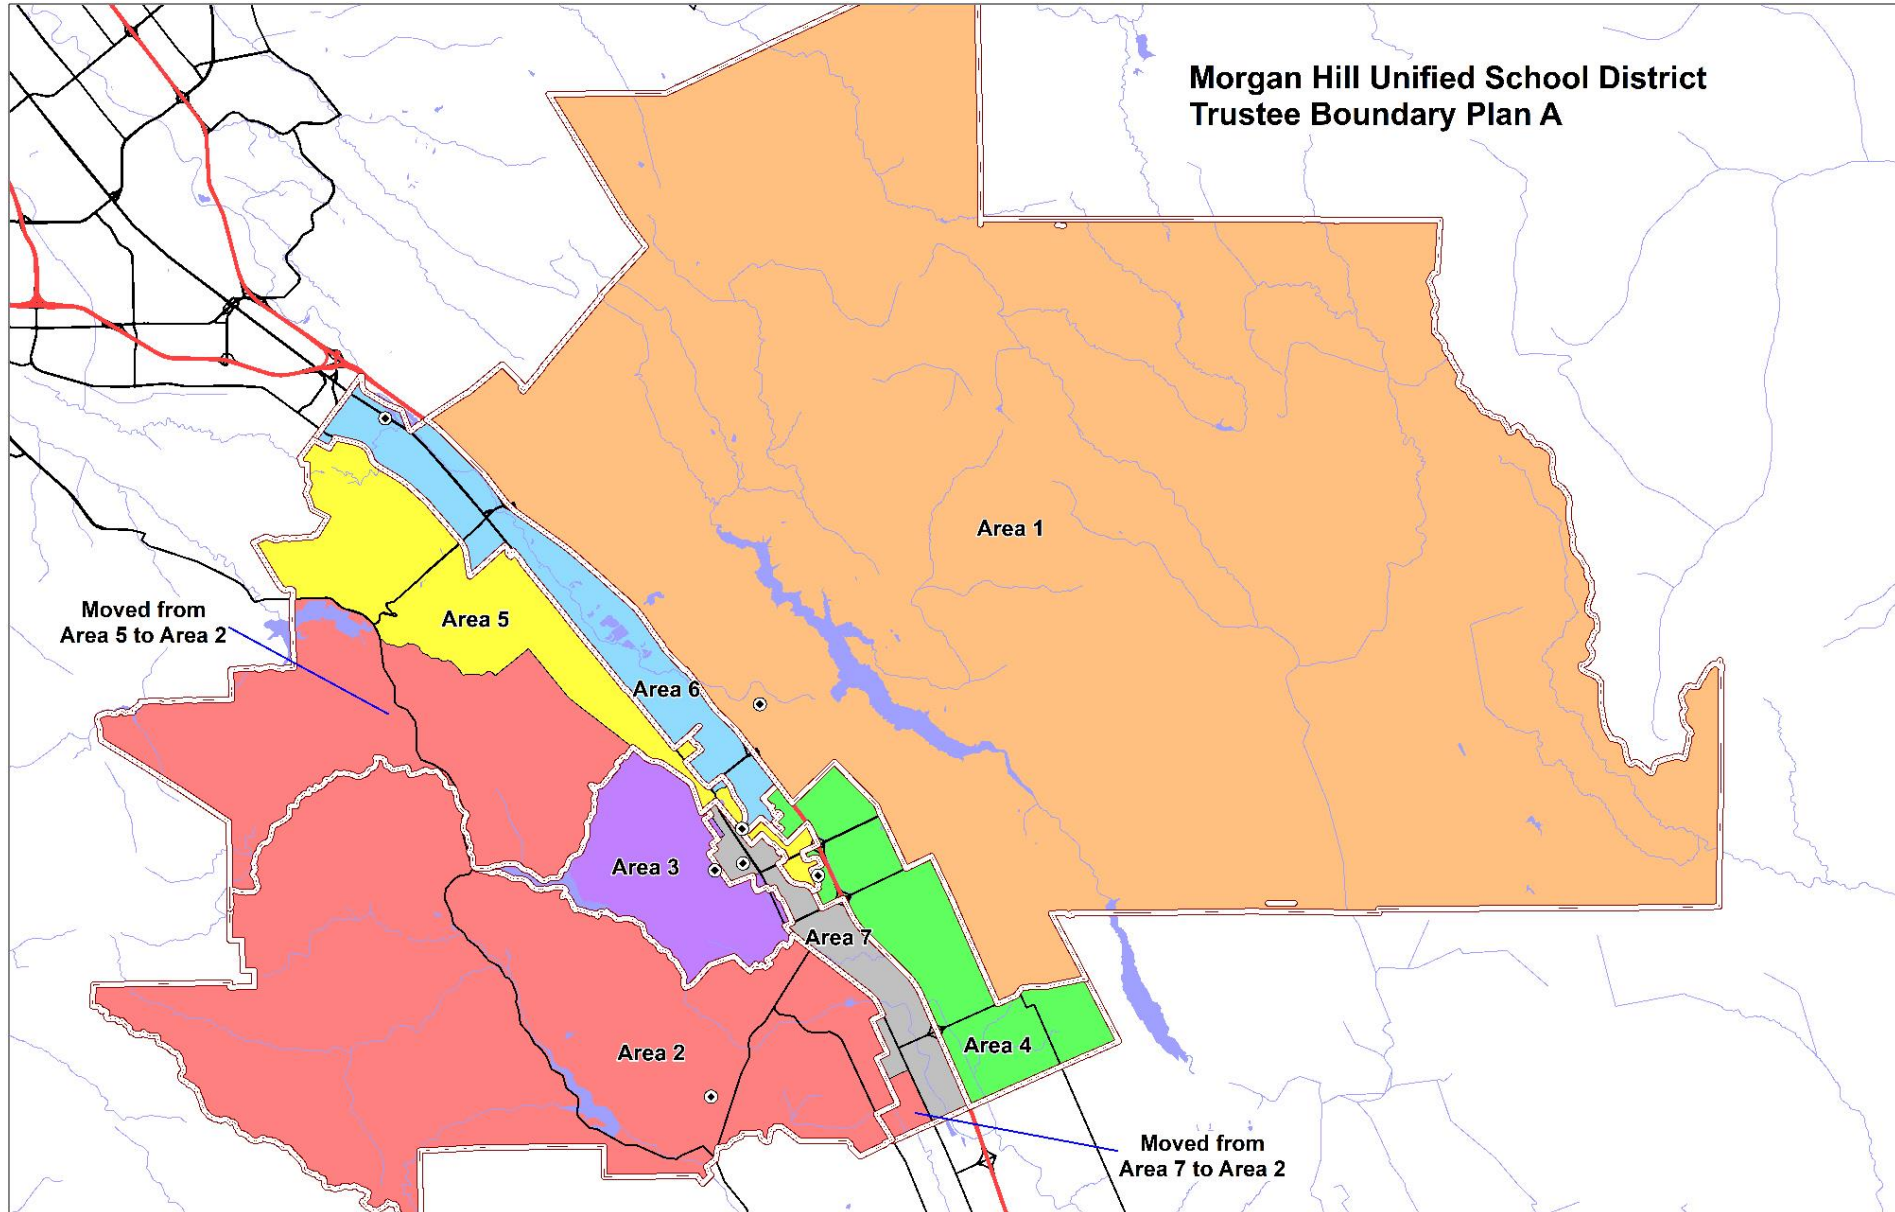 Morgan Hill Unified School District
Trustee Boundary Plan A
Area 1
Moved from
Area 5 to Area 2
Area 5
Area 6
Area 3
Area 7
Area 2
Area 4
Moved from
Area 7 to Area 2